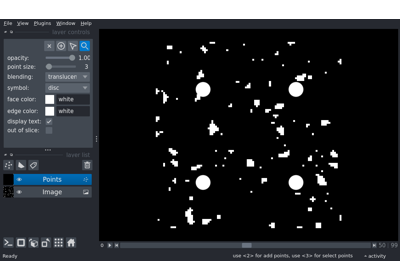 File View Plugins Window Help
layer controls
opacity: 1.00
point size: 3
blending: translucen
symbol: disc
face color: white
edge color: white
display text:
out of slice:
layer list
Points
Image
0 50 99
Ready use <2> for add points, use <3> for select points activity